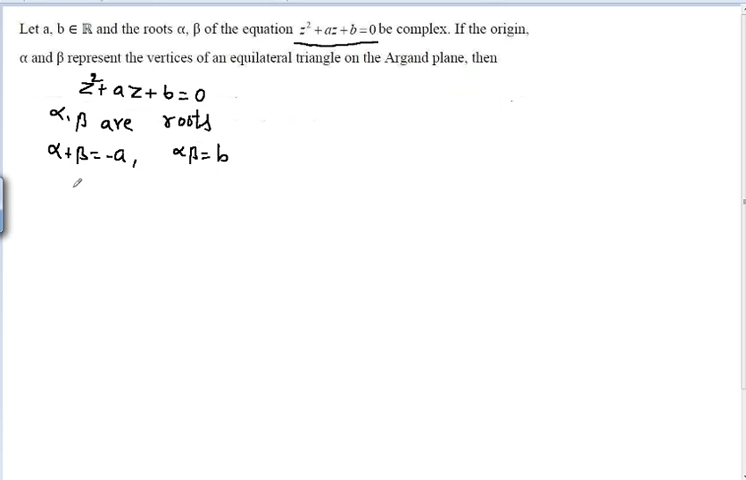 Let a, b ∈ ℝ and the roots α, β of the equation z² + az + b = 0 be complex. If the origin,
α and β represent the vertices of an equilateral triangle on the Argand plane, then
z² + az + b = 0
α, β are roots
α + β = -a, αβ = b